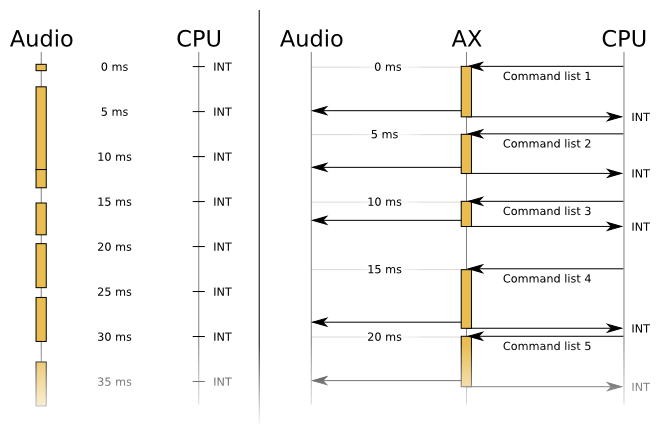 Audio CPU
0 ms INT
5 ms INT
10 ms INT
15 ms INT
20 ms INT
25 ms INT
30 ms INT
35 ms INT
Audio AX CPU
0 ms
Command list 1
INT
5 ms
Command list 2
INT
10 ms
Command list 3
INT
15 ms
Command list 4
INT
20 ms
Command list 5
INT